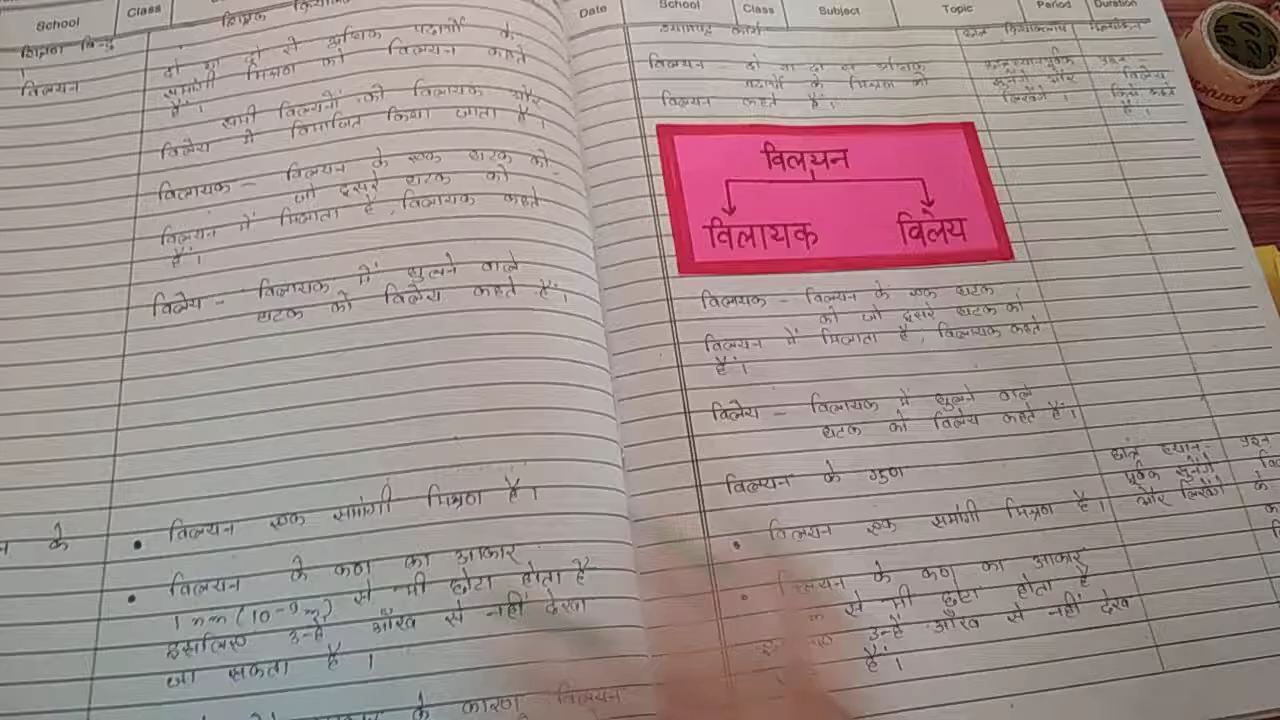 School
Class
शिक्षण बिन्दु
विलयन
दो या दो से अधिक पदार्थों के
समांगी मिश्रण को विलयन कहते
हैं।
सभी विलयनों को विलायक और
विलेय में विभाजित किया जाता है।
विलायक - विलयन के एक घटक को
जो दूसरे घटक को
विलयन में मिलाता है, विलायक कहते
हैं।
विलेय - विलायक में घुलने वाले
घटक को विलेय कहते हैं।
के
• विलयन एक समांगी मिश्रण है।
• विलयन के कण का आकार
1 nm (10-9 m) से भी छोटा होता है
इसलिए उन्हें आँख से नहीं देखा
जा सकता है।
के कारण विलयन
Date
School
Class
Subject
Topic
Period
Duration
विलयन - दो या दो से अधिक
पदार्थों के मिश्रण को
विलयन कहते हैं।
विलयन
विलायक विलेय
विलायक - विलयन के एक घटक
को जो दूसरे घटक को
विलयन में मिलाता है, विलायक कहते
हैं।
विलेय - विलायक में घुलने वाले
घटक को विलेय कहते हैं।
विलयन के गुण
• विलयन एक समांगी मिश्रण है।
• विलयन के कण का आकार
से भी छोटा होता है
उन्हें आँख से नहीं देख
हैं।
छात्र ध्यान-
पूर्वक सुनेंगे
और लिखेंगे